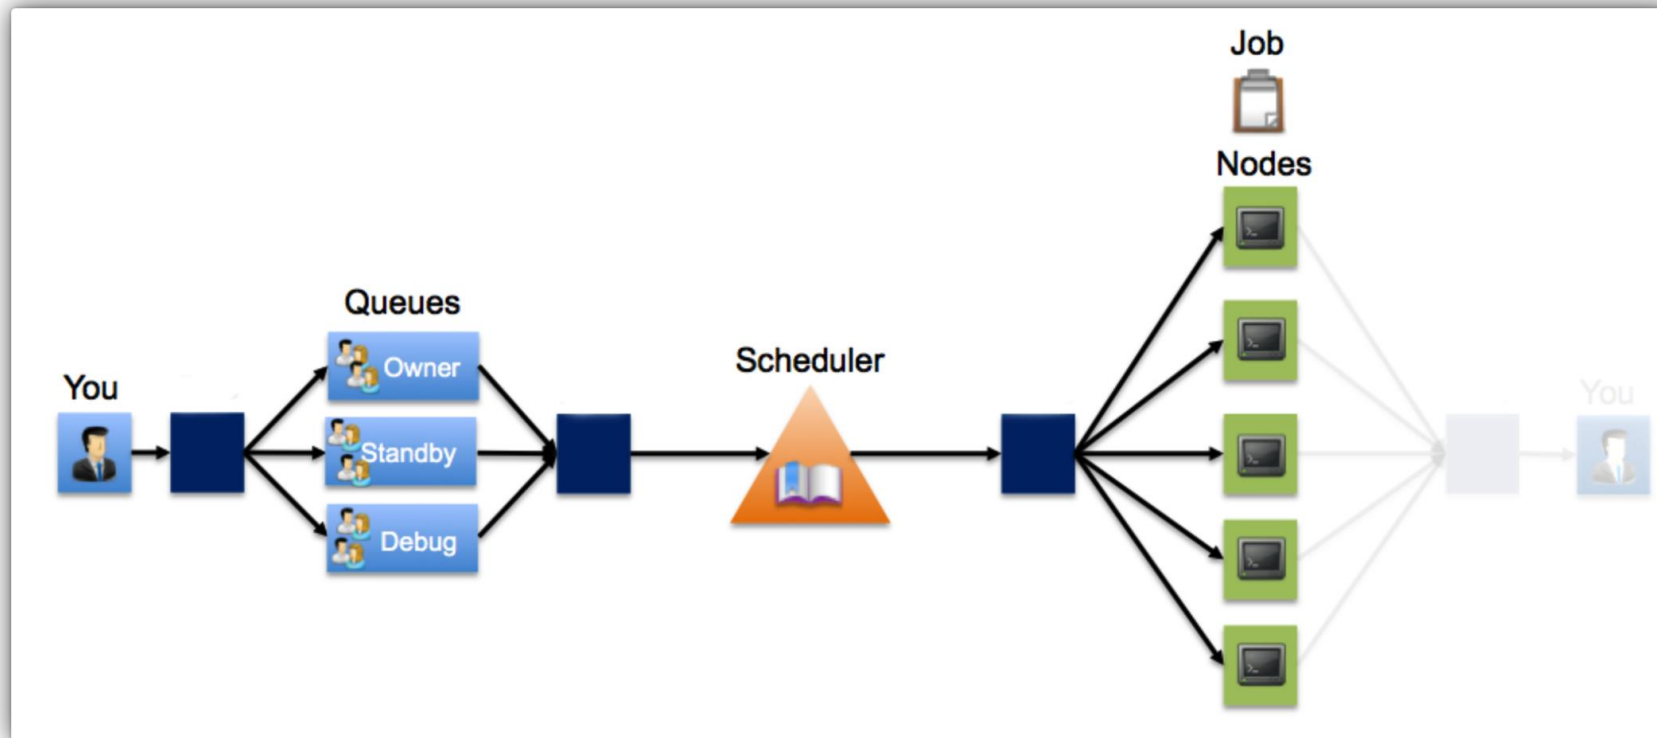 Job
Nodes
Queues
Owner
Scheduler
You
You
Standby
Debug